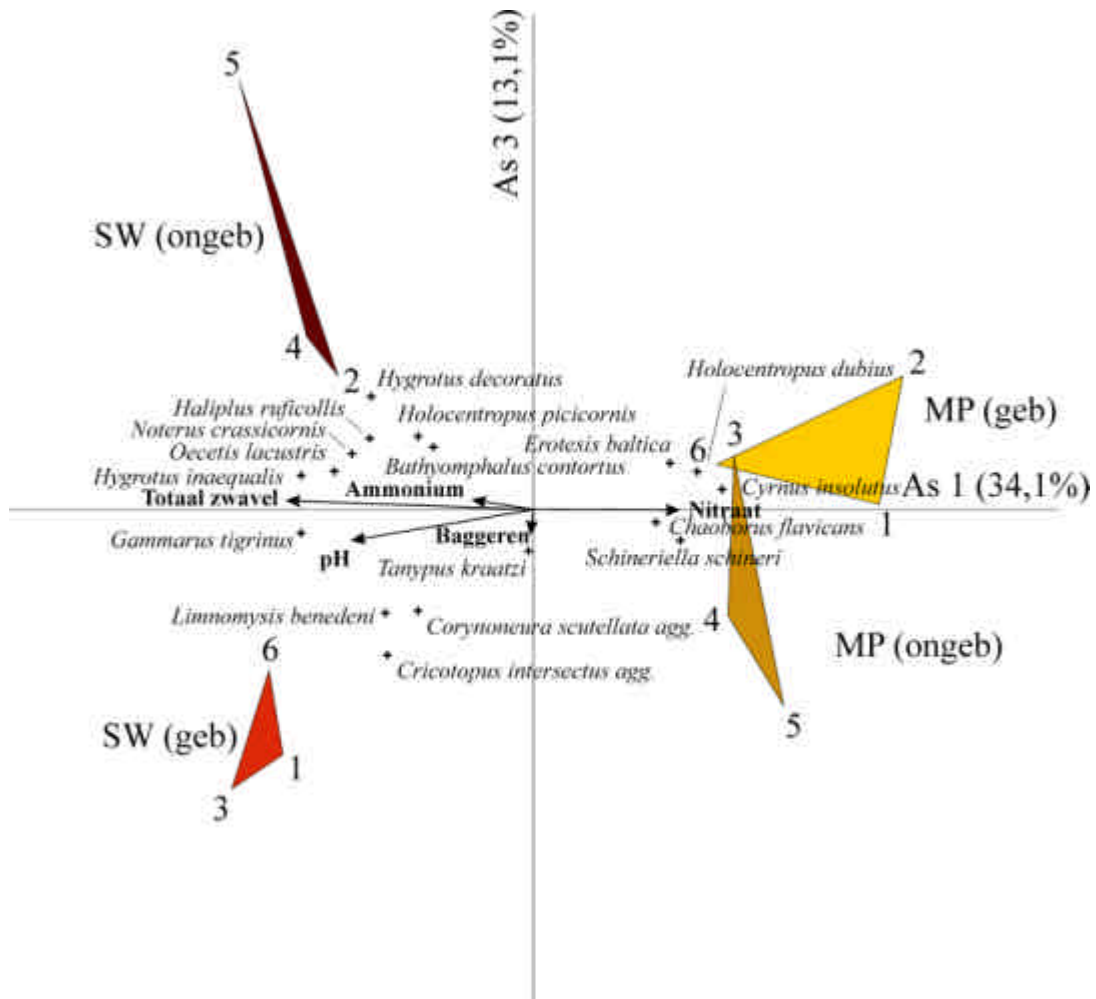 As 3 (13,1%)
5
SW (ongeb)
4
2
Hygrotus decoratus
Haliplus ruficollis
Holocentropus picicornis
Noterus crassicornis
Oecetis lacustris
Bathyomphalus contortus
Hygrotus inaequalis
Totaal zwavel
Ammonium
Erotesis baltica
Holocentropus dubius
2
6
3
MP (geb)
Cyrnus insolutus
As 1 (34,1%)
Nitraat
1
Gammarus tigrinus
pH
Baggeren
Chaoborus flavicans
Tanypus kraatzi
Schineriella schineri
Limnomysis benedeni
Corynoneura scutellata agg.
4
MP (ongeb)
6
Cricotopus intersectus agg.
5
SW (geb)
1
3